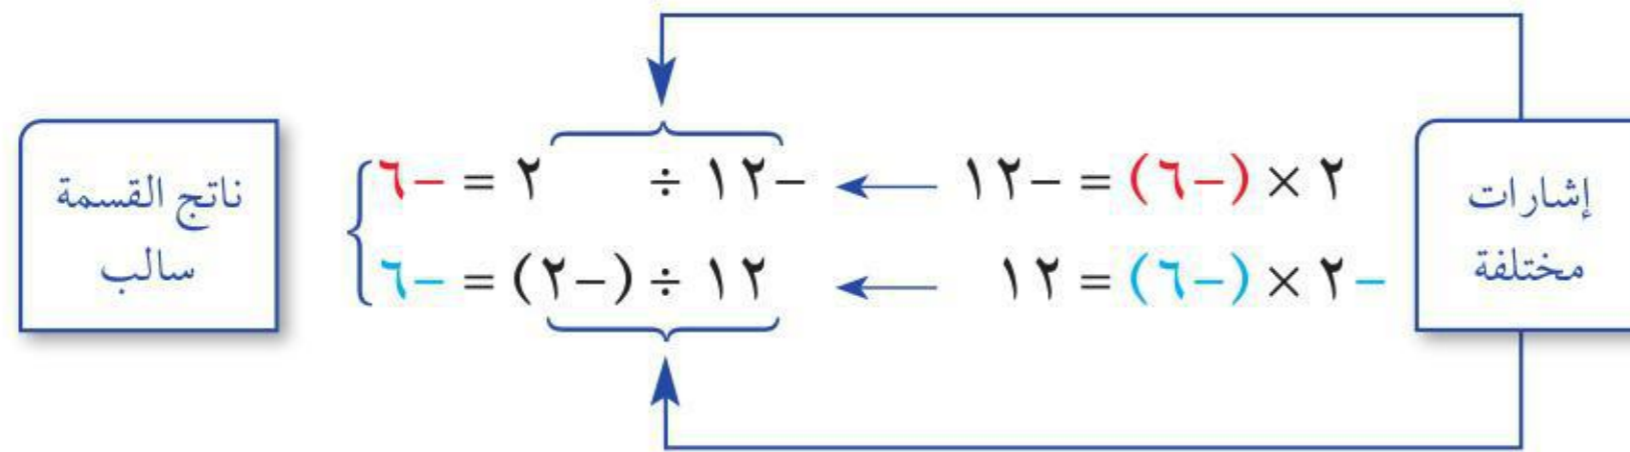 إشارات
مختلفة
٢ × (−٦) = −١٢ ← −١٢ ÷ ٢ = −٦
−٢ × (−٦) = ١٢ ← ١٢ ÷ (−٢) = −٦
ناتج القسمة
سالب